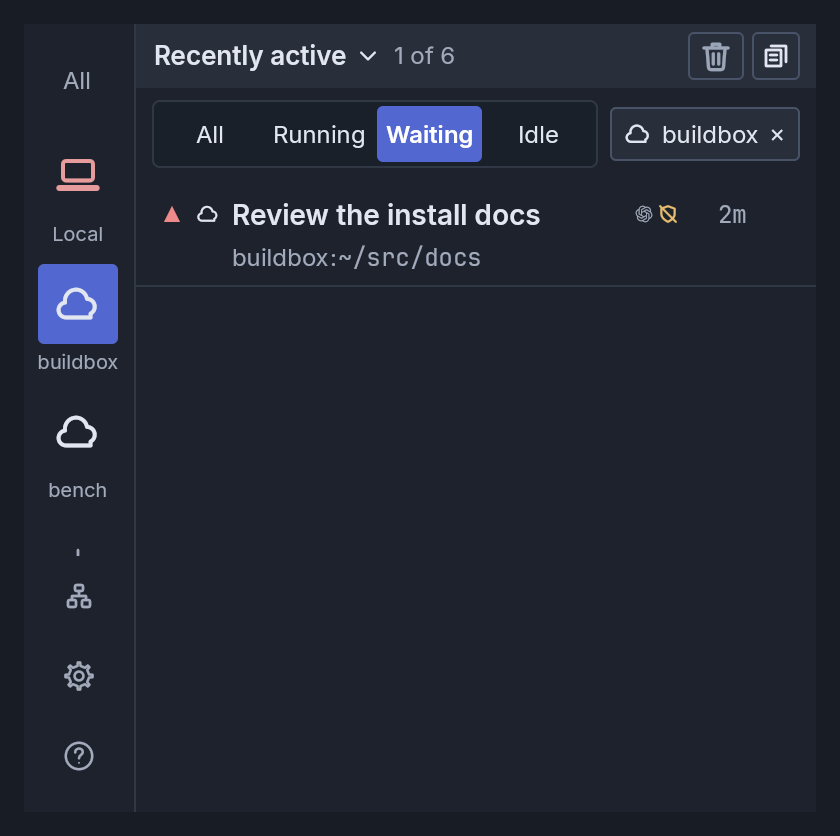 All
Local
buildbox
bench
Recently active 1 of 6
All Running Waiting Idle buildbox ×
Review the install docs 2m
buildbox:~/src/docs